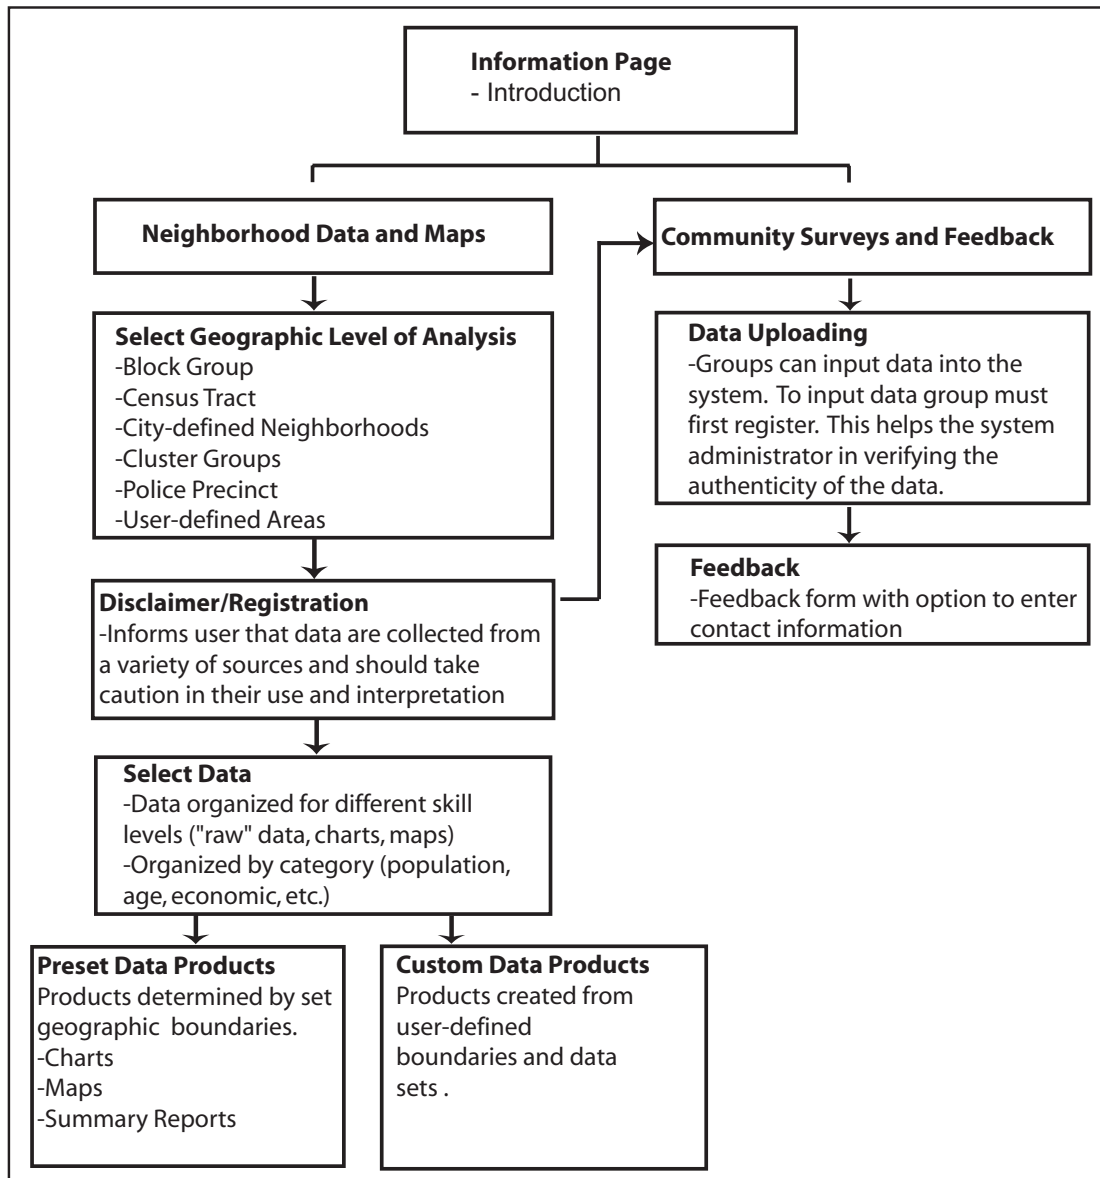 Information Page
- Introduction
Neighborhood Data and Maps
Community Surveys and Feedback
Select Geographic Level of Analysis
-Block Group
-Census Tract
-City-defined Neighborhoods
-Cluster Groups
-Police Precinct
-User-defined Areas
Data Uploading
-Groups can input data into the
system. To input data group must
first register. This helps the system
administrator in verifying the
authenticity of the data.
Disclaimer/Registration
-Informs user that data are collected from
a variety of sources and should take
caution in their use and interpretation
Feedback
-Feedback form with option to enter
contact information
Select Data
-Data organized for different skill
levels ("raw" data, charts, maps)
-Organized by category (population,
age, economic, etc.)
Preset Data Products
Products determined by set
geographic boundaries.
-Charts
-Maps
-Summary Reports
Custom Data Products
Products created from
user-defined
boundaries and data
sets .